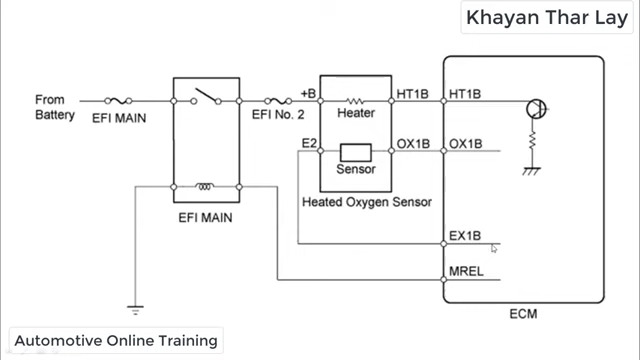 Khayan Thar Lay
From
Battery
EFI MAIN
EFI No. 2
+B
HT1B
HT1B
Heater
E2
OX1B
OX1B
Sensor
Heated Oxygen Sensor
EFI MAIN
EX1B
MREL
ECM
Automotive Online Training